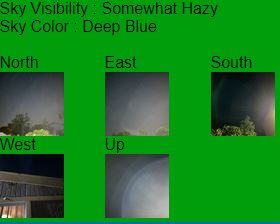 Sky Visibility : Somewhat Hazy
Sky Color : Deep Blue
North
East
South
West
Up